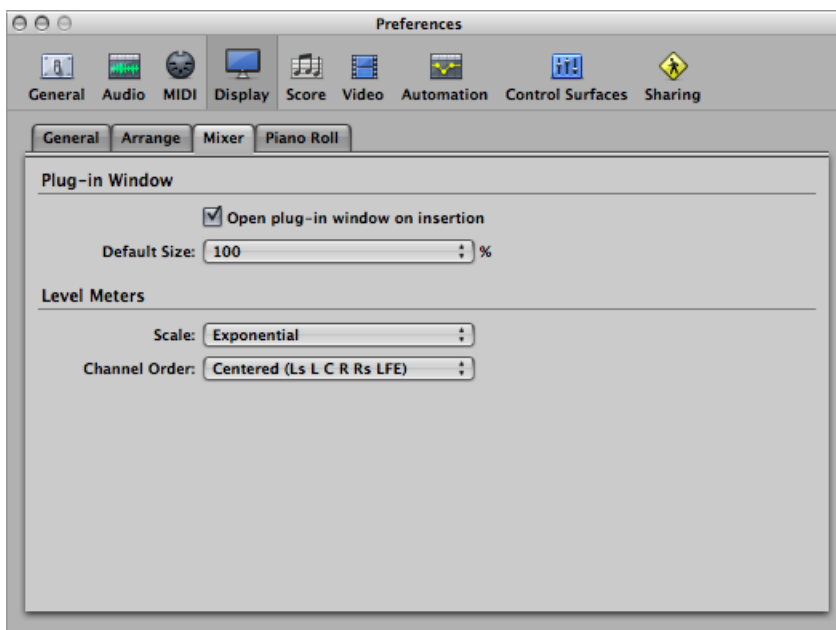 Preferences
General Audio MIDI Display Score Video Automation Control Surfaces Sharing
General Arrange Mixer Piano Roll
Plug-in Window
Open plug-in window on insertion
Default Size: 100 %
Level Meters
Scale: Exponential
Channel Order: Centered (Ls L C R Rs LFE)